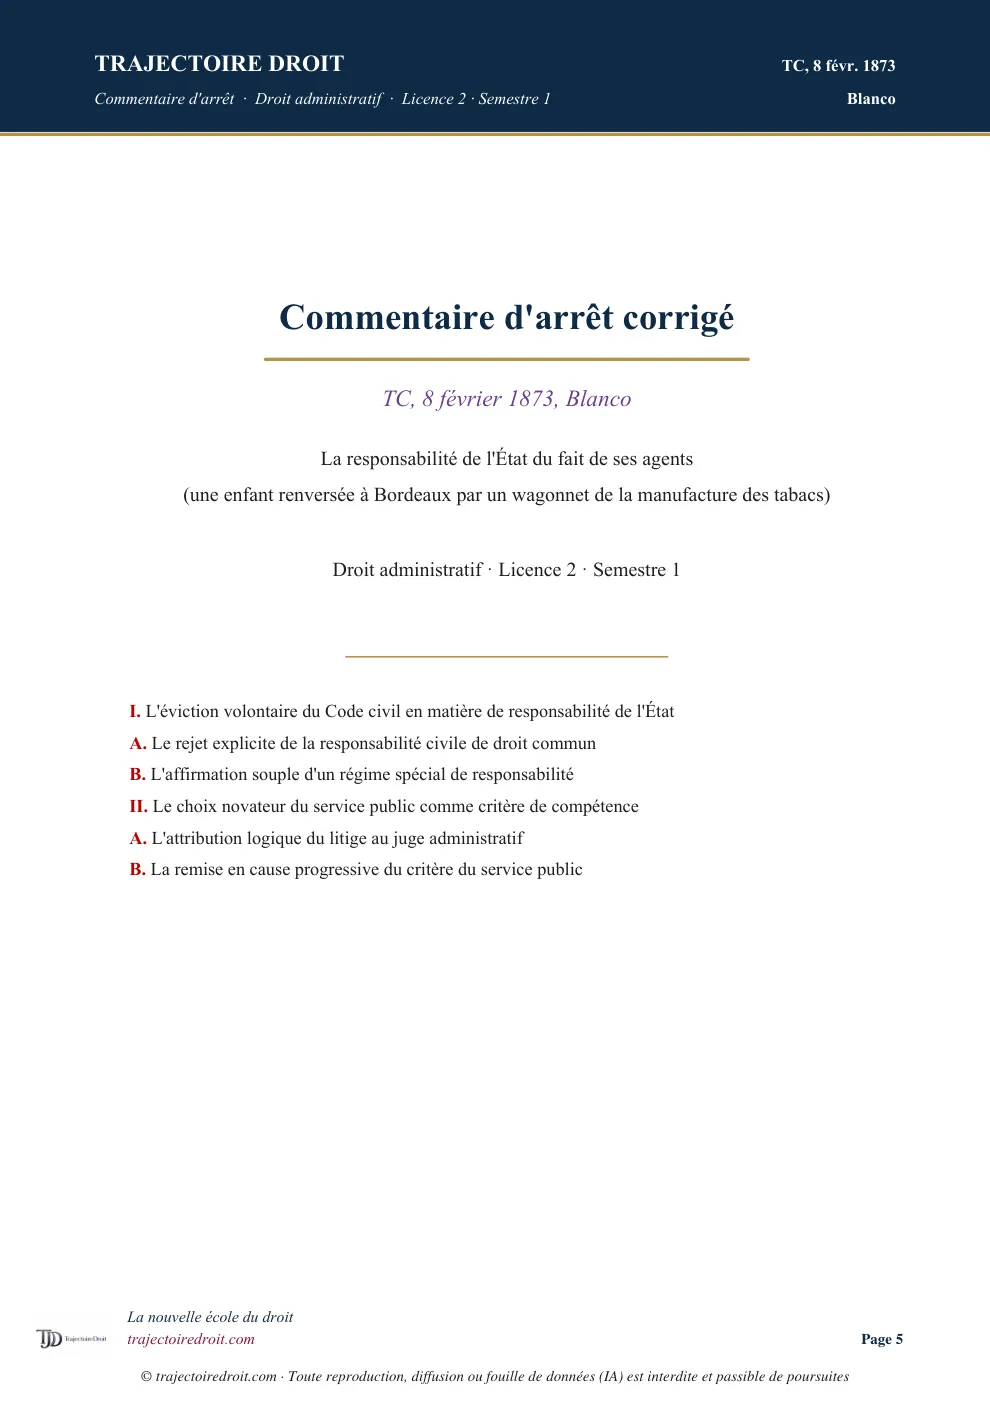 TRAJECTOIRE DROIT
TC, 8 févr. 1873
Commentaire d'arrêt · Droit administratif · Licence 2 · Semestre 1
Blanco
Commentaire d'arrêt corrigé
TC, 8 février 1873, Blanco
La responsabilité de l'État du fait de ses agents
(une enfant renversée à Bordeaux par un wagonnet de la manufacture des tabacs)
Droit administratif · Licence 2 · Semestre 1
I. L'éviction volontaire du Code civil en matière de responsabilité de l'État
A. Le rejet explicite de la responsabilité civile de droit commun
B. L'affirmation souple d'un régime spécial de responsabilité
II. Le choix novateur du service public comme critère de compétence
A. L'attribution logique du litige au juge administratif
B. La remise en cause progressive du critère du service public
La nouvelle école du droit
TJD TrajectoireDroit
trajectoiredroit.com
Page 5
© trajectoiredroit.com · Toute reproduction, diffusion ou fouille de données (IA) est interdite et passible de poursuites